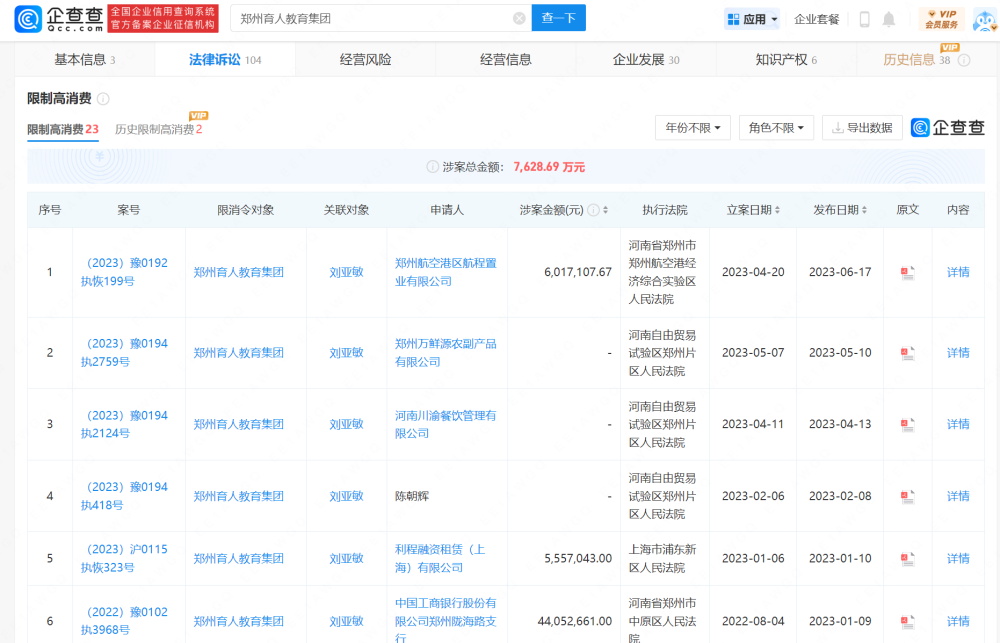 企查查
Qcc.com
全国企业信用查询系统
官方备案企业征信机构
郑州育人教育集团
查一下
应用
企业套餐
VIP
会员服务
基本信息 3
法律诉讼 104
经营风险
经营信息
企业发展 30
知识产权 6
历史信息 38
VIP
限制高消费
限制高消费 23
历史限制高消费 2
VIP
年份不限
角色不限
导出数据
企查查
涉案总金额： 7,628.69 万元
序号 案号 限消令对象 关联对象 申请人 涉案金额(元) 执行法院 立案日期 发布日期 原文 内容
1
（2023）豫0192
执恢199号
郑州育人教育集团
刘亚敏
郑州航空港区航程置
业有限公司
6,017,107.67
河南省郑州市
郑州航空港经
济综合实验区
人民法院
2023-04-20
2023-06-17
详情
2
（2023）豫0194
执2759号
郑州育人教育集团
刘亚敏
郑州万鲜源农副产品
有限公司
-
河南自由贸易
试验区郑州片
区人民法院
2023-05-07
2023-05-10
详情
3
（2023）豫0194
执2124号
郑州育人教育集团
刘亚敏
河南川渝餐饮管理有
限公司
-
河南自由贸易
试验区郑州片
区人民法院
2023-04-11
2023-04-13
详情
4
（2023）豫0194
执418号
郑州育人教育集团
刘亚敏
陈朝辉
-
河南自由贸易
试验区郑州片
区人民法院
2023-02-06
2023-02-08
详情
5
（2023）沪0115
执恢323号
郑州育人教育集团
刘亚敏
利程融资租赁（上
海）有限公司
5,557,043.00
上海市浦东新
区人民法院
2023-01-06
2023-01-10
详情
6
（2022）豫0102
执3968号
郑州育人教育集团
刘亚敏
中国工商银行股份有
限公司郑州陇海路支
行
44,052,661.00
河南省郑州市
中原区人民法
院
2022-08-04
2023-01-09
详情